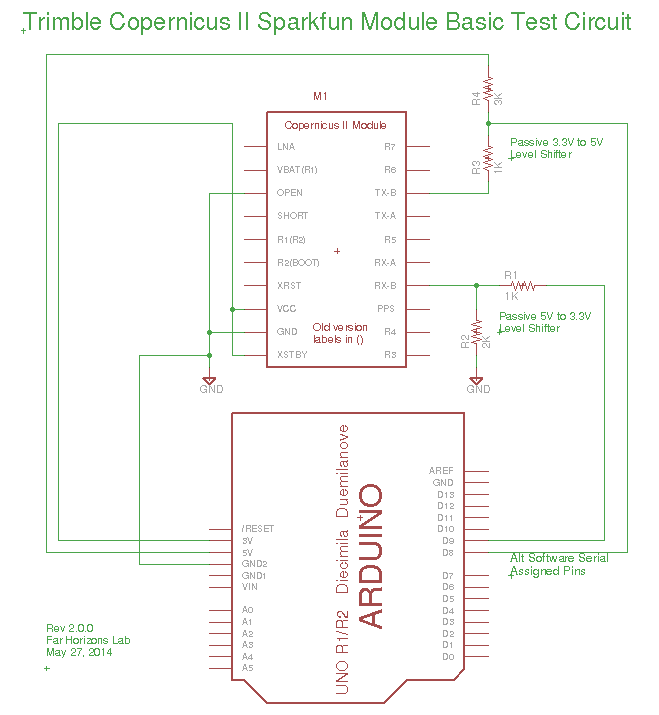 Trimble Copernicus II Sparkfun Module Basic Test Circuit
M1
Copernicus II Module
LNA
VBAT(R1)
OPEN
SHORT
R1(R2)
R2(BOOT)
XRST
VCC
GND
XSTBY
R7
R6
TX-B
TX-A
R5
RX-A
RX-B
PPS
R4
R3
Old version
labels in ()
R4
3K
R3
1K
Passive 3.3V to 5V
Level Shifter
R1
1K
Passive 5V to 3.3V
Level Shifter
R2
2K
GND
GND
/RESET
3V
5V
GND2
GND1
VIN
A0
A1
A2
A3
A4
A5
UNO R1/R2 Diecimila Duemilanove
ARDUINO
AREF
GND
D13
D12
D11
D10
D9
D8
D7
D6
D5
D4
D3
D2
D1
D0
Alt Software Serial
Assigned Pins
Rev 2.0.0
Far Horizons Lab
May 27, 2014